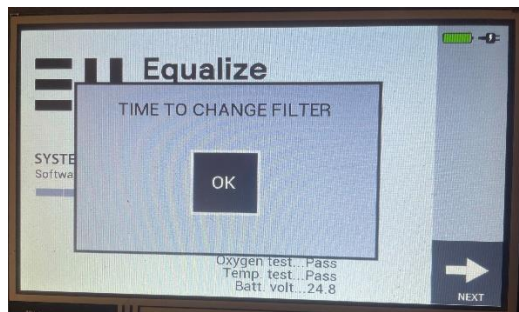 Equalize
TIME TO CHANGE FILTER
SYSTE
Softwa
OK
Oxygen test...Pass
Temp. test...Pass
Batt. volt...24.8
NEXT